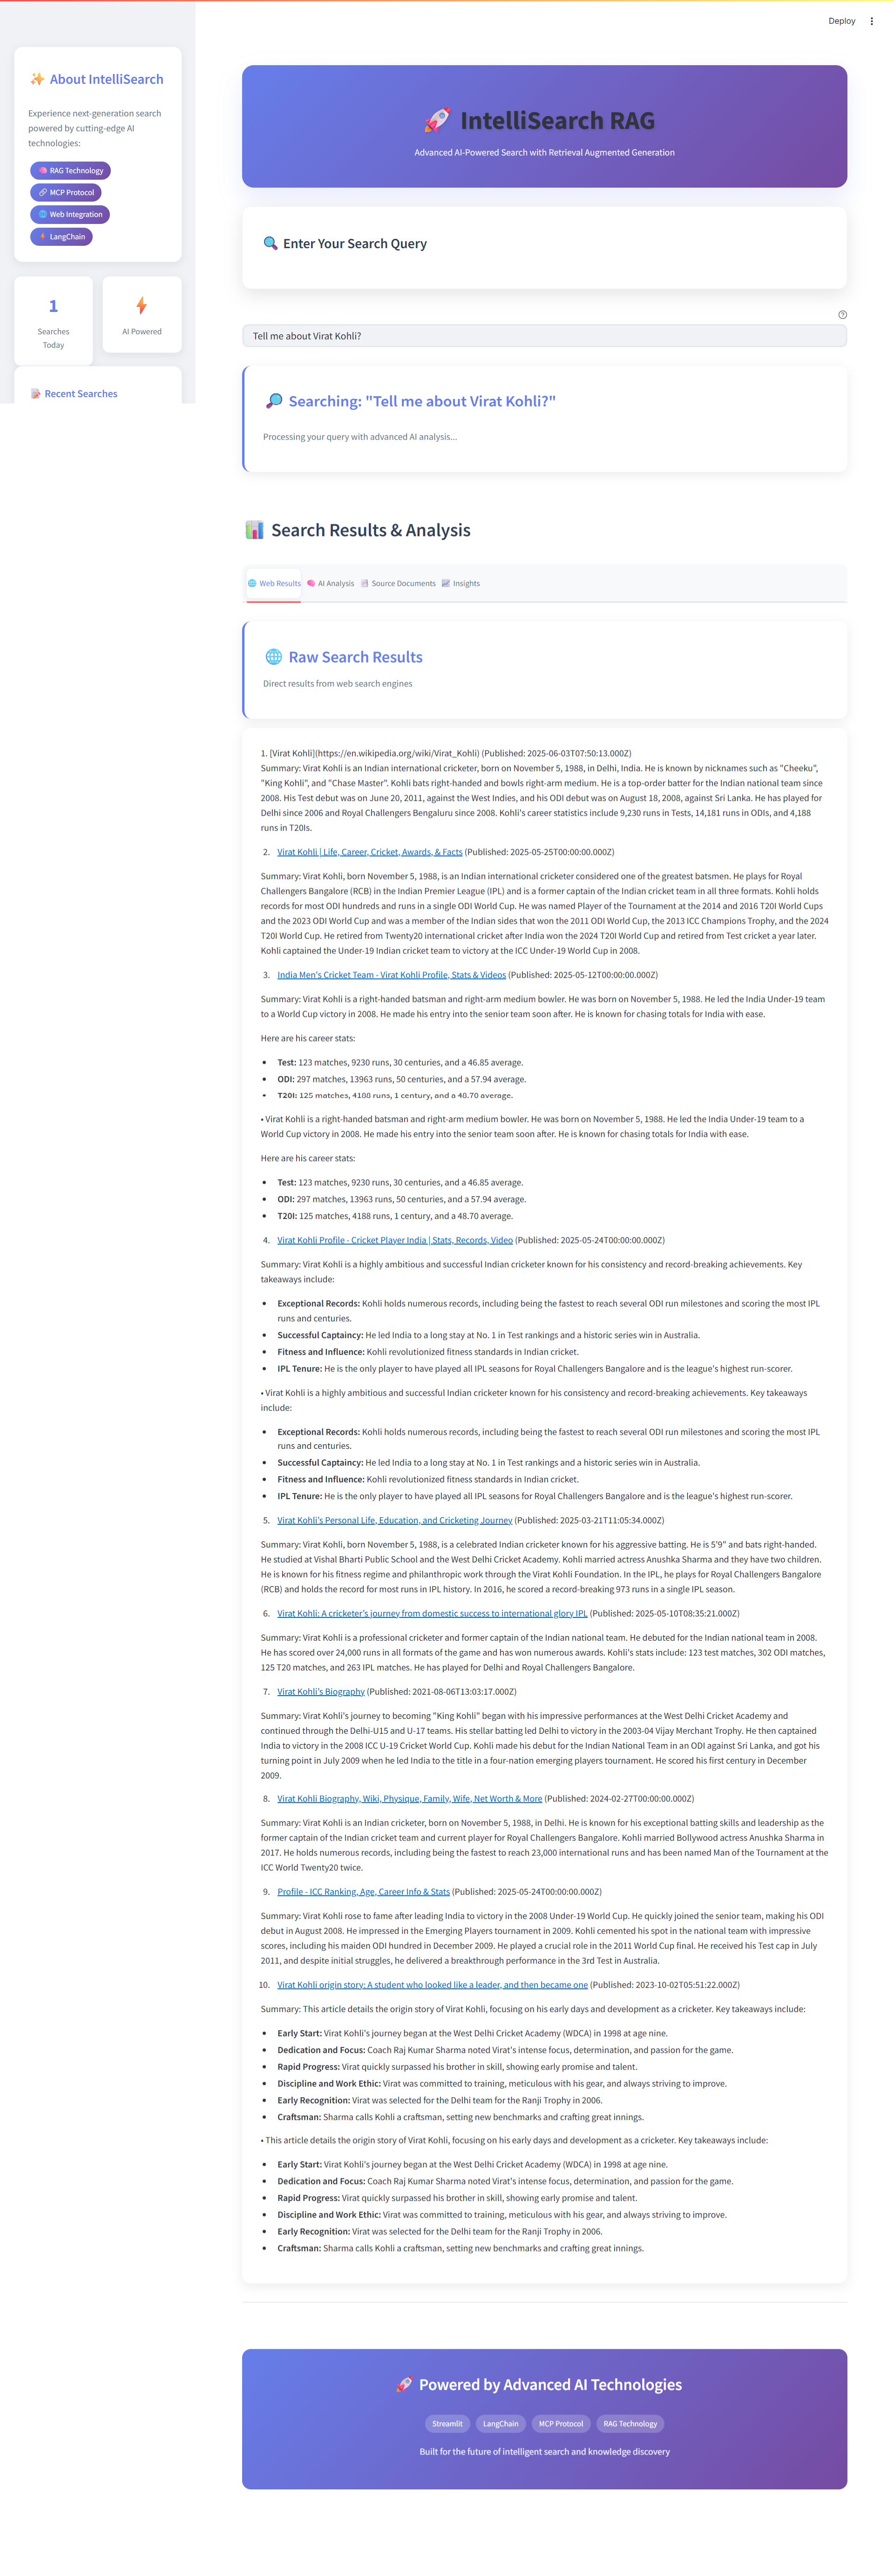 Deploy
✨ About IntelliSearch
Experience next-generation search
powered by cutting-edge AI
technologies:
🧠 RAG Technology
🔗 MCP Protocol
🌐 Web Integration
⚡ LangChain
1
Searches
Today
⚡
AI Powered
📝 Recent Searches
🚀 IntelliSearch RAG
Advanced AI-Powered Search with Retrieval Augmented Generation
🔍 Enter Your Search Query
Tell me about Virat Kohli?
🔎 Searching: "Tell me about Virat Kohli?"
Processing your query with advanced AI analysis...
📊 Search Results & Analysis
🌐 Web Results 🧠 AI Analysis 📑 Source Documents 📈 Insights
🌐 Raw Search Results
Direct results from web search engines
1. [Virat Kohli](https://en.wikipedia.org/wiki/Virat_Kohli) (Published: 2025-06-03T07:50:13.000Z)
Summary: Virat Kohli is an Indian international cricketer, born on November 5, 1988, in Delhi, India. He is known by nicknames such as "Cheeku",
"King Kohli", and "Chase Master". Kohli bats right-handed and bowls right-arm medium. He is a top-order batter for the Indian national team since
2008. His Test debut was on June 20, 2011, against the West Indies, and his ODI debut was on August 18, 2008, against Sri Lanka. He has played for
Delhi since 2006 and Royal Challengers Bengaluru since 2008. Kohli's career statistics include 9,230 runs in Tests, 14,181 runs in ODIs, and 4,188
runs in T20Is.
2. Virat Kohli | Life, Career, Cricket, Awards, & Facts (Published: 2025-05-25T00:00:00.000Z)
Summary: Virat Kohli, born November 5, 1988, is an Indian international cricketer considered one of the greatest batsmen. He plays for Royal
Challengers Bangalore (RCB) in the Indian Premier League (IPL) and is a former captain of the Indian cricket team in all three formats. Kohli holds
records for most ODI hundreds and runs in a single ODI World Cup. He was named Player of the Tournament at the 2014 and 2016 T20I World Cups
and the 2023 ODI World Cup and was a member of the Indian sides that won the 2011 ODI World Cup, the 2013 ICC Champions Trophy, and the 2024
T20I World Cup. He retired from Twenty20 international cricket after India won the 2024 T20I World Cup and retired from Test cricket a year later.
Kohli captained the Under-19 Indian cricket team to victory at the ICC Under-19 World Cup in 2008.
3. India Men's Cricket Team - Virat Kohli Profile, Stats & Videos (Published: 2025-05-12T00:00:00.000Z)
Summary: Virat Kohli is a right-handed batsman and right-arm medium bowler. He was born on November 5, 1988. He led the India Under-19 team
to a World Cup victory in 2008. He made his entry into the senior team soon after. He is known for chasing totals for India with ease.
Here are his career stats:
• Test: 123 matches, 9230 runs, 30 centuries, and a 46.85 average.
• ODI: 297 matches, 13963 runs, 50 centuries, and a 57.94 average.
• T20I: 125 matches, 4188 runs, 1 century, and a 48.70 average.
• Virat Kohli is a right-handed batsman and right-arm medium bowler. He was born on November 5, 1988. He led the India Under-19 team to a
World Cup victory in 2008. He made his entry into the senior team soon after. He is known for chasing totals for India with ease.
Here are his career stats:
• Test: 123 matches, 9230 runs, 30 centuries, and a 46.85 average.
• ODI: 297 matches, 13963 runs, 50 centuries, and a 57.94 average.
• T20I: 125 matches, 4188 runs, 1 century, and a 48.70 average.
4. Virat Kohli Profile - Cricket Player India | Stats, Records, Video (Published: 2025-05-24T00:00:00.000Z)
Summary: Virat Kohli is a highly ambitious and successful Indian cricketer known for his consistency and record-breaking achievements. Key
takeaways include:
• Exceptional Records: Kohli holds numerous records, including being the fastest to reach several ODI run milestones and scoring the most IPL
runs and centuries.
• Successful Captaincy: He led India to a long stay at No. 1 in Test rankings and a historic series win in Australia.
• Fitness and Influence: Kohli revolutionized fitness standards in Indian cricket.
• IPL Tenure: He is the only player to have played all IPL seasons for Royal Challengers Bangalore and is the league's highest run-scorer.
• Virat Kohli is a highly ambitious and successful Indian cricketer known for his consistency and record-breaking achievements. Key takeaways
include:
• Exceptional Records: Kohli holds numerous records, including being the fastest to reach several ODI run milestones and scoring the most IPL
runs and centuries.
• Successful Captaincy: He led India to a long stay at No. 1 in Test rankings and a historic series win in Australia.
• Fitness and Influence: Kohli revolutionized fitness standards in Indian cricket.
• IPL Tenure: He is the only player to have played all IPL seasons for Royal Challengers Bangalore and is the league's highest run-scorer.
5. Virat Kohli's Personal Life, Education, and Cricketing Journey (Published: 2025-03-21T11:05:34.000Z)
Summary: Virat Kohli, born November 5, 1988, is a celebrated Indian cricketer known for his aggressive batting. He is 5'9" and bats right-handed.
He studied at Vishal Bharti Public School and the West Delhi Cricket Academy. Kohli married actress Anushka Sharma and they have two children.
He is known for his fitness regime and philanthropic work through the Virat Kohli Foundation. In the IPL, he plays for Royal Challengers Bangalore
(RCB) and holds the record for most runs in IPL history. In 2016, he scored a record-breaking 973 runs in a single IPL season.
6. Virat Kohli: A cricketer's journey from domestic success to international glory IPL (Published: 2025-05-10T08:35:21.000Z)
Summary: Virat Kohli is a professional cricketer and former captain of the Indian national team. He debuted for the Indian national team in 2008.
He has scored over 24,000 runs in all formats of the game and has won numerous awards. Kohli's stats include: 123 test matches, 302 ODI matches,
125 T20 matches, and 263 IPL matches. He has played for Delhi and Royal Challengers Bangalore.
7. Virat Kohli's Biography (Published: 2021-08-06T13:03:17.000Z)
Summary: Virat Kohli's journey to becoming "King Kohli" began with his impressive performances at the West Delhi Cricket Academy and
continued through the Delhi-U15 and U-17 teams. His stellar batting led Delhi to victory in the 2003-04 Vijay Merchant Trophy. He then captained
India to victory in the 2008 ICC U-19 Cricket World Cup. Kohli made his debut for the Indian National Team in an ODI against Sri Lanka, and got his
turning point in July 2009 when he led India to the title in a four-nation emerging players tournament. He scored his first century in December
2009.
8. Virat Kohli Biography, Wiki, Physique, Family, Wife, Net Worth & More (Published: 2024-02-27T00:00:00.000Z)
Summary: Virat Kohli is an Indian cricketer, born on November 5, 1988, in Delhi. He is known for his exceptional batting skills and leadership as the
former captain of the Indian cricket team and current player for Royal Challengers Bangalore. Kohli married Bollywood actress Anushka Sharma in
2017. He holds numerous records, including being the fastest to reach 23,000 international runs and has been named Man of the Tournament at the
ICC World Twenty20 twice.
9. Profile - ICC Ranking, Age, Career Info & Stats (Published: 2025-05-24T00:00:00.000Z)
Summary: Virat Kohli rose to fame after leading India to victory in the 2008 Under-19 World Cup. He quickly joined the senior team, making his ODI
debut in August 2008. He impressed in the Emerging Players tournament in 2009. Kohli cemented his spot in the national team with impressive
scores, including his maiden ODI hundred in December 2009. He played a crucial role in the 2011 World Cup final. He received his Test cap in July
2011, and despite initial struggles, he delivered a breakthrough performance in the 3rd Test in Australia.
10. Virat Kohli origin story: A student who looked like a leader, and then became one (Published: 2023-10-02T05:51:22.000Z)
Summary: This article details the origin story of Virat Kohli, focusing on his early days and development as a cricketer. Key takeaways include:
• Early Start: Virat Kohli's journey began at the West Delhi Cricket Academy (WDCA) in 1998 at age nine.
• Dedication and Focus: Coach Raj Kumar Sharma noted Virat's intense focus, determination, and passion for the game.
• Rapid Progress: Virat quickly surpassed his brother in skill, showing early promise and talent.
• Discipline and Work Ethic: Virat was committed to training, meticulous with his gear, and always striving to improve.
• Early Recognition: Virat was selected for the Delhi team for the Ranji Trophy in 2006.
• Craftsman: Sharma calls Kohli a craftsman, setting new benchmarks and crafting great innings.
• This article details the origin story of Virat Kohli, focusing on his early days and development as a cricketer. Key takeaways include:
• Early Start: Virat Kohli's journey began at the West Delhi Cricket Academy (WDCA) in 1998 at age nine.
• Dedication and Focus: Coach Raj Kumar Sharma noted Virat's intense focus, determination, and passion for the game.
• Rapid Progress: Virat quickly surpassed his brother in skill, showing early promise and talent.
• Discipline and Work Ethic: Virat was committed to training, meticulous with his gear, and always striving to improve.
• Early Recognition: Virat was selected for the Delhi team for the Ranji Trophy in 2006.
• Craftsman: Sharma calls Kohli a craftsman, setting new benchmarks and crafting great innings.
🚀 Powered by Advanced AI Technologies
Streamlit LangChain MCP Protocol RAG Technology
Built for the future of intelligent search and knowledge discovery